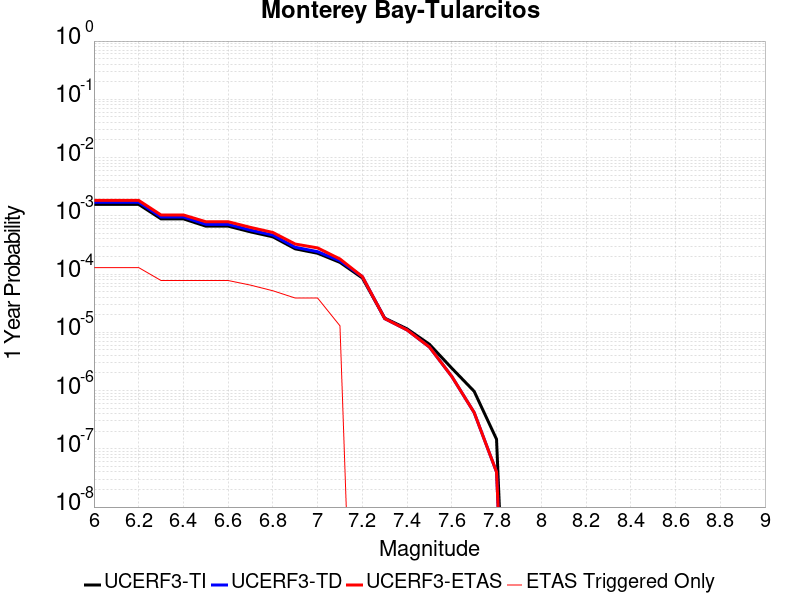 Monterey Bay-Tularcitos
10^0
10^-1
10^-2
10^-3
10^-4
10^-5
10^-6
10^-7
10^-8
1 Year Probability
6 6.2 6.4 6.6 6.8 7 7.2 7.4 7.6 7.8 8 8.2 8.4 8.6 8.8 9
Magnitude
UCERF3-TI UCERF3-TD UCERF3-ETAS ETAS Triggered Only